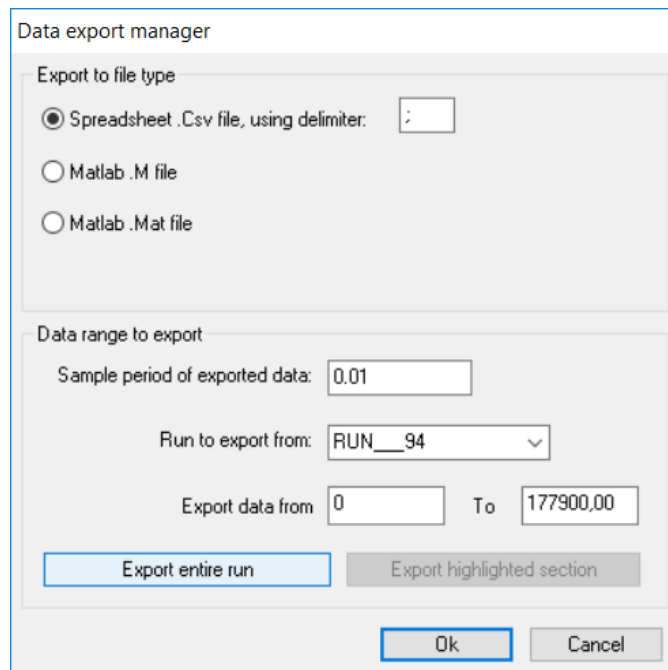 Data export manager
Export to file type
Spreadsheet .Csv file, using delimiter: ;
Matlab .M file
Matlab .Mat file
Data range to export
Sample period of exported data: 0.01
Run to export from: RUN___94
Export data from 0 To 177900,00
Export entire run Export highlighted section
Ok Cancel